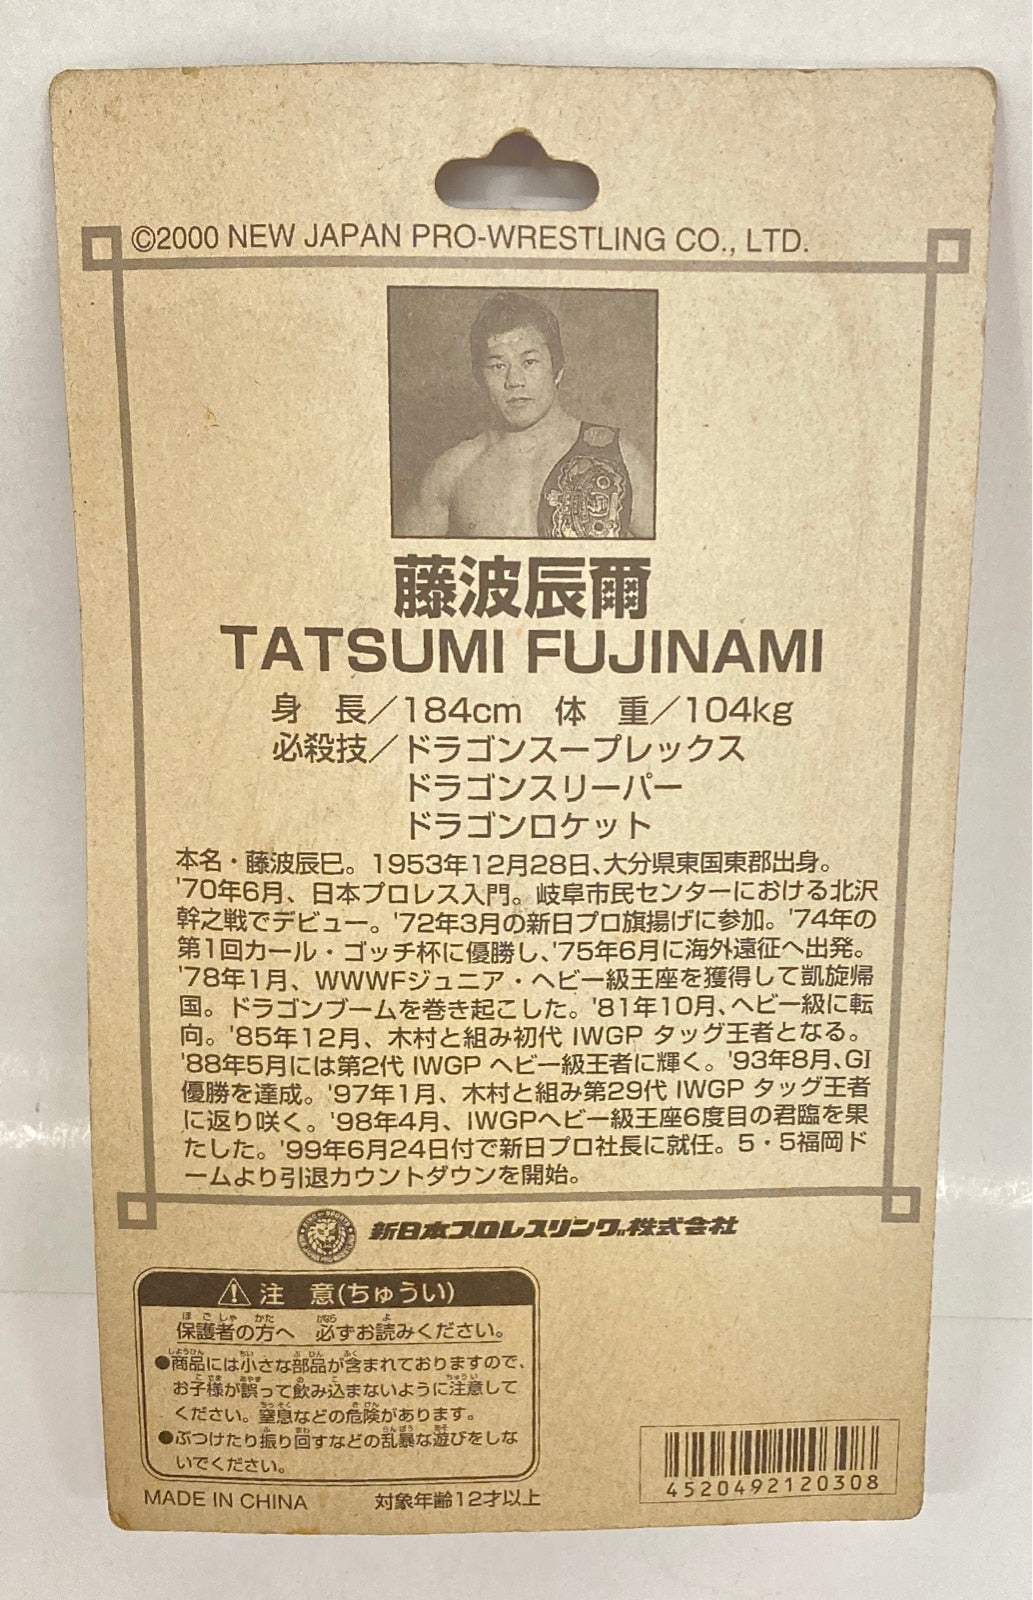 ©2000 NEW JAPAN PRO-WRESTLING CO., LTD.
藤波辰爾
TATSUMI FUJINAMI
身 長／184cm 体 重／104kg
必殺技／ドラゴンスープレックス
ドラゴンスリーパー
ドラゴンロケット
本名・藤波辰巳。1953年12月28日、大分県東国東郡出身。
'70年6月、日本プロレス入門。岐阜市民センターにおける北沢
幹之戦でデビュー。'72年3月の新日プロ旗揚げに参加。'74年の
第1回カール・ゴッチ杯に優勝し、'75年6月に海外遠征へ出発。
'78年1月、WWWFジュニア・ヘビー級王座を獲得して凱旋帰
国。ドラゴンブームを巻き起こした。'81年10月、ヘビー級に転
向。'85年12月、木村と組み初代 IWGP タッグ王者となる。
'88年5月には第2代 IWGP ヘビー級王者に輝く。'93年8月、GI
優勝を達成。'97年1月、木村と組み第29代 IWGP タッグ王者
に返り咲く。'98年4月、IWGPヘビー級王座6度目の君臨を果
たした。'99年6月24日付で新日プロ社長に就任。5・5福岡ド
ームより引退カウントダウンを開始。
新日本プロレスリング株式会社
注 意(ちゅうい)
保護者の方へ 必ずお読みください。
●商品には小さな部品が含まれておりますので、
お子様が誤って飲み込まないように注意して
ください。窒息などの危険があります。
●ぶつけたり振り回すなどの乱暴な遊びをしな
いでください。
MADE IN CHINA 対象年齢12才以上
4520492120308